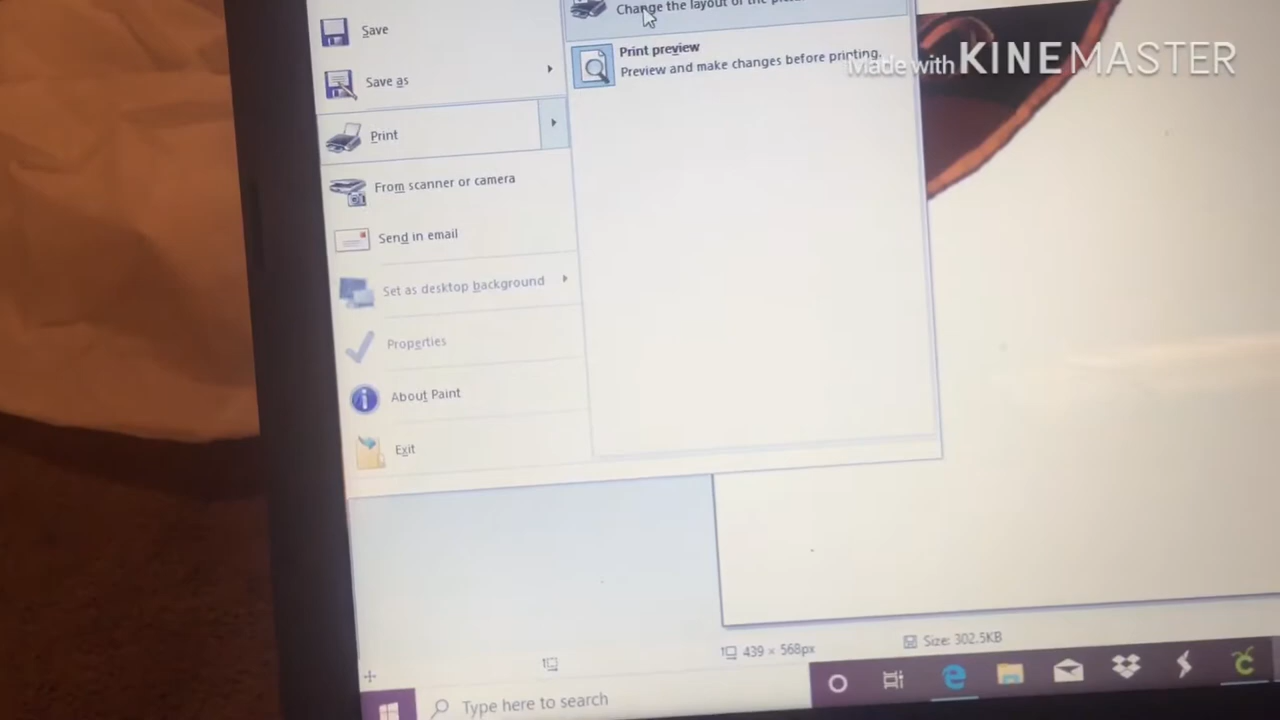 Save
Save as
Print
From scanner or camera
Send in email
Set as desktop background
Properties
About Paint
Exit
Change the layout of the
Print preview
Preview and make changes before printing.
Made with KINEMASTER
439 × 568px
Size: 302.5KB
Type here to search